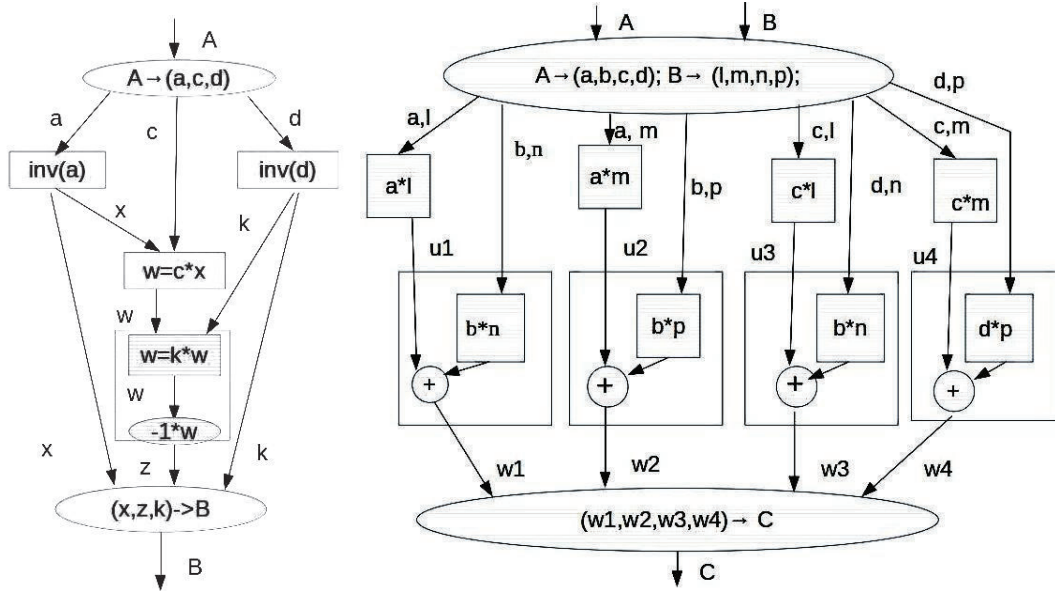 A
A→(a,c,d)
a
c
d
inv(a)
inv(d)
x
k
w=c*x
w
w=k*w
w
-1*w
x
z
k
(x,z,k)->B
B
A
B
A→(a,b,c,d); B→ (l,m,n,p);
a,l
b,n
a, m
b,p
c,l
d,n
c,m
d,p
a*l
a*m
c*l
c*m
u1
u2
u3
u4
b*n
b*p
b*n
d*p
+
+
+
+
w1
w2
w3
w4
(w1,w2,w3,w4)→ C
C